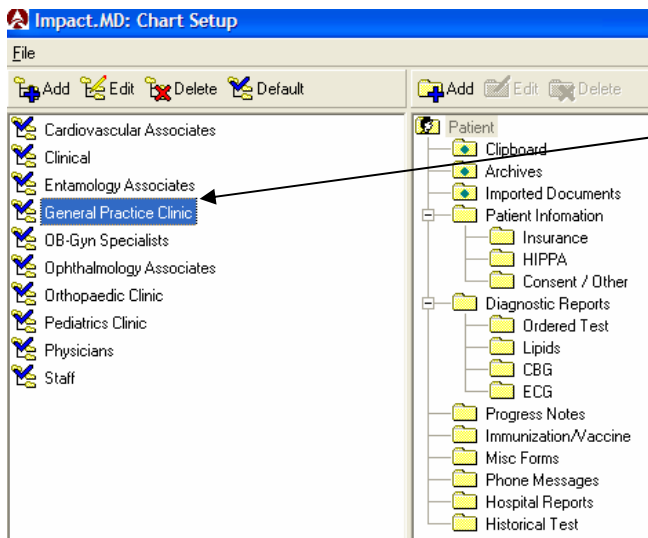 Impact.MD: Chart Setup
File
Add Edit Delete Default
Add Edit Delete
Cardiovascular Associates
Clinical
Entamology Associates
General Practice Clinic
OB-Gyn Specialists
Ophthalmology Associates
Orthopaedic Clinic
Pediatrics Clinic
Physicians
Staff
Patient
Clipboard
Archives
Imported Documents
Patient Infomation
Insurance
HIPPA
Consent / Other
Diagnostic Reports
Ordered Test
Lipids
CBG
ECG
Progress Notes
Immunization/Vaccine
Misc Forms
Phone Messages
Hospital Reports
Historical Test